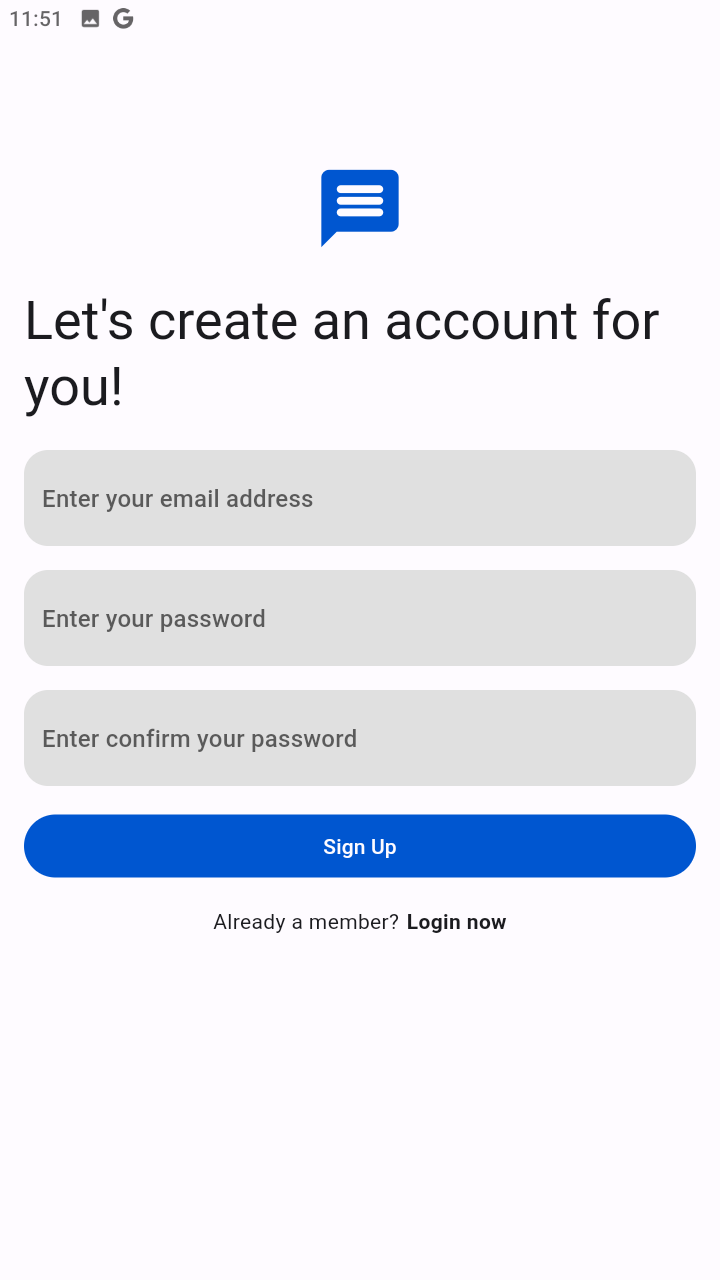 11:51
Let's create an account for
you!
Enter your email address
Enter your password
Enter confirm your password
Sign Up
Already a member? Login now